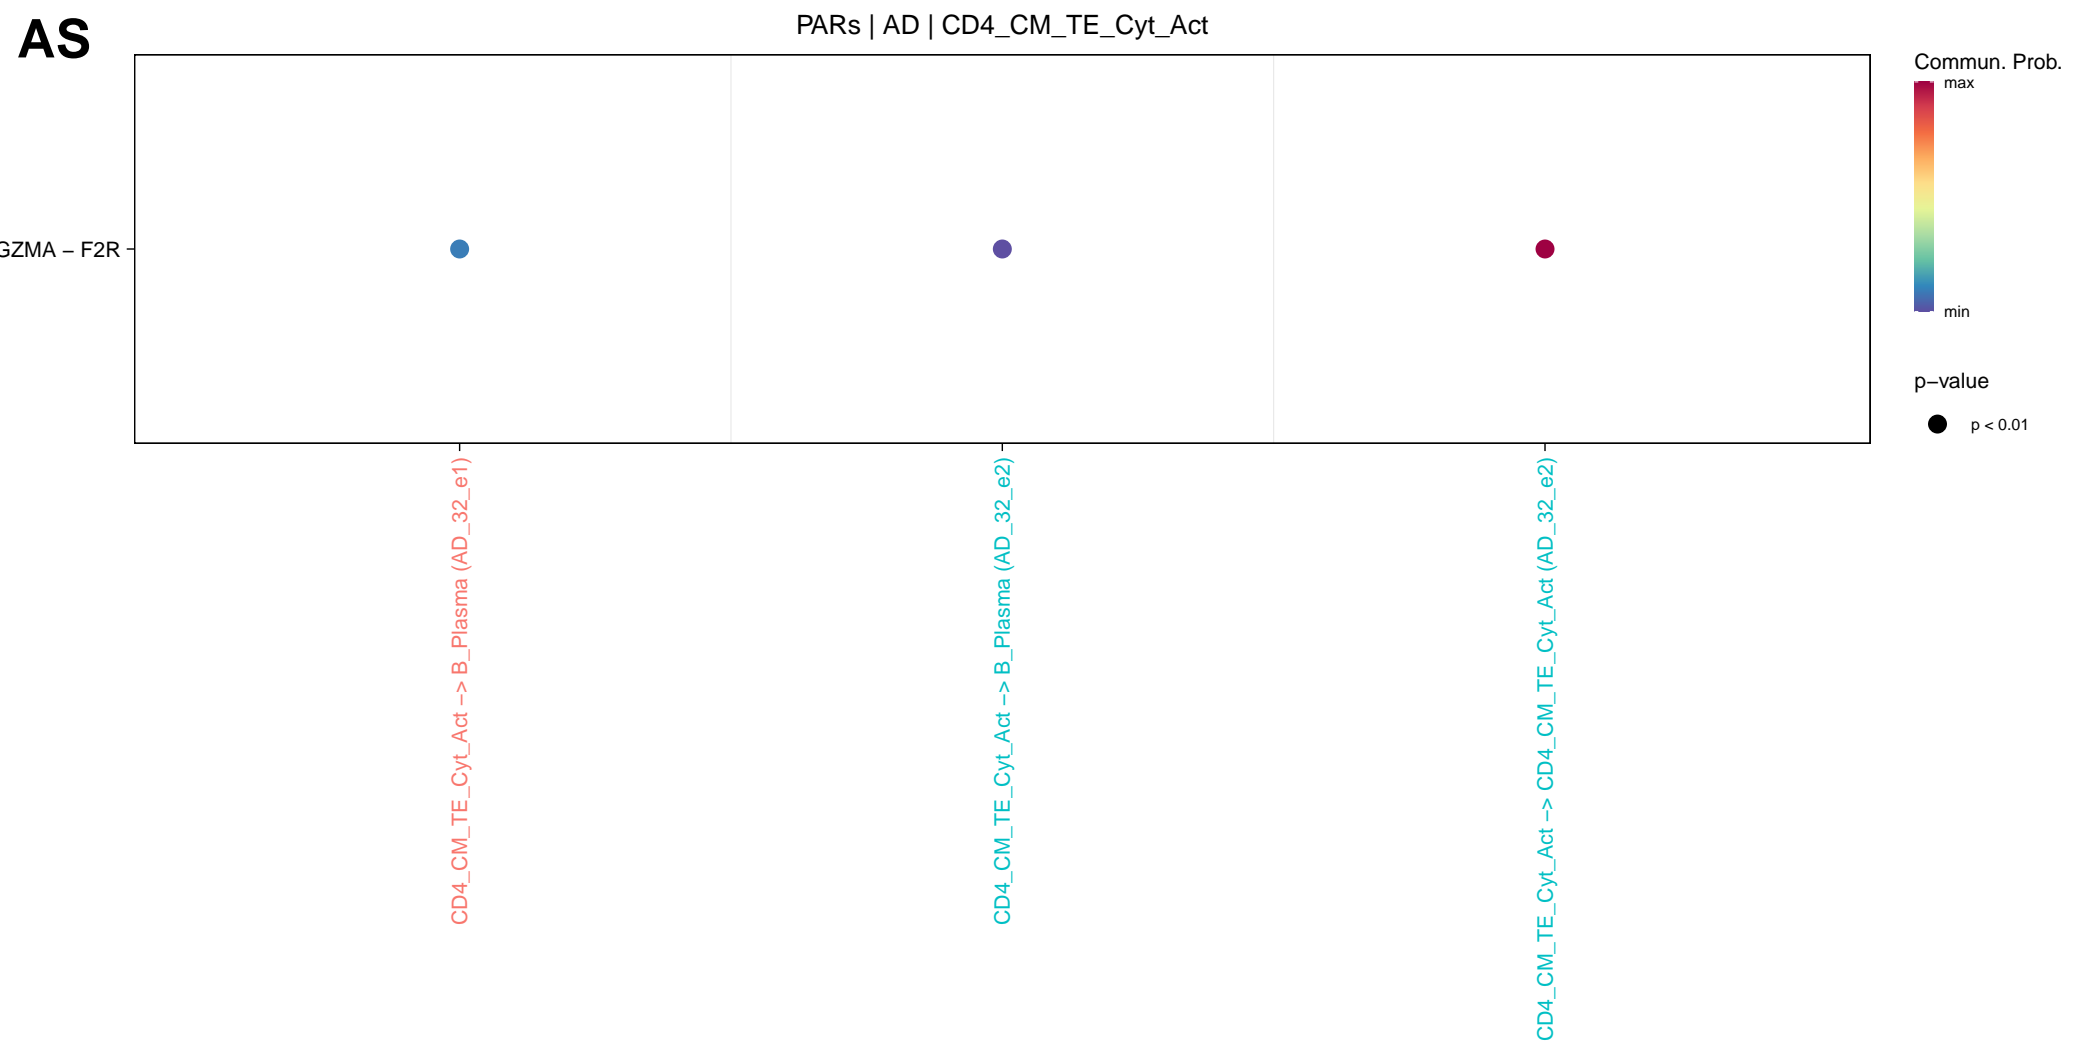 AS
PARs | AD | CD4_CM_TE_Cyt_Act
GZMA – F2R
CD4_CM_TE_Cyt_Act –> B_Plasma (AD_32_e1)
CD4_CM_TE_Cyt_Act –> B_Plasma (AD_32_e2)
CD4_CM_TE_Cyt_Act –> CD4_CM_TE_Cyt_Act (AD_32_e2)
Commun. Prob.
max
min
p–value
p < 0.01